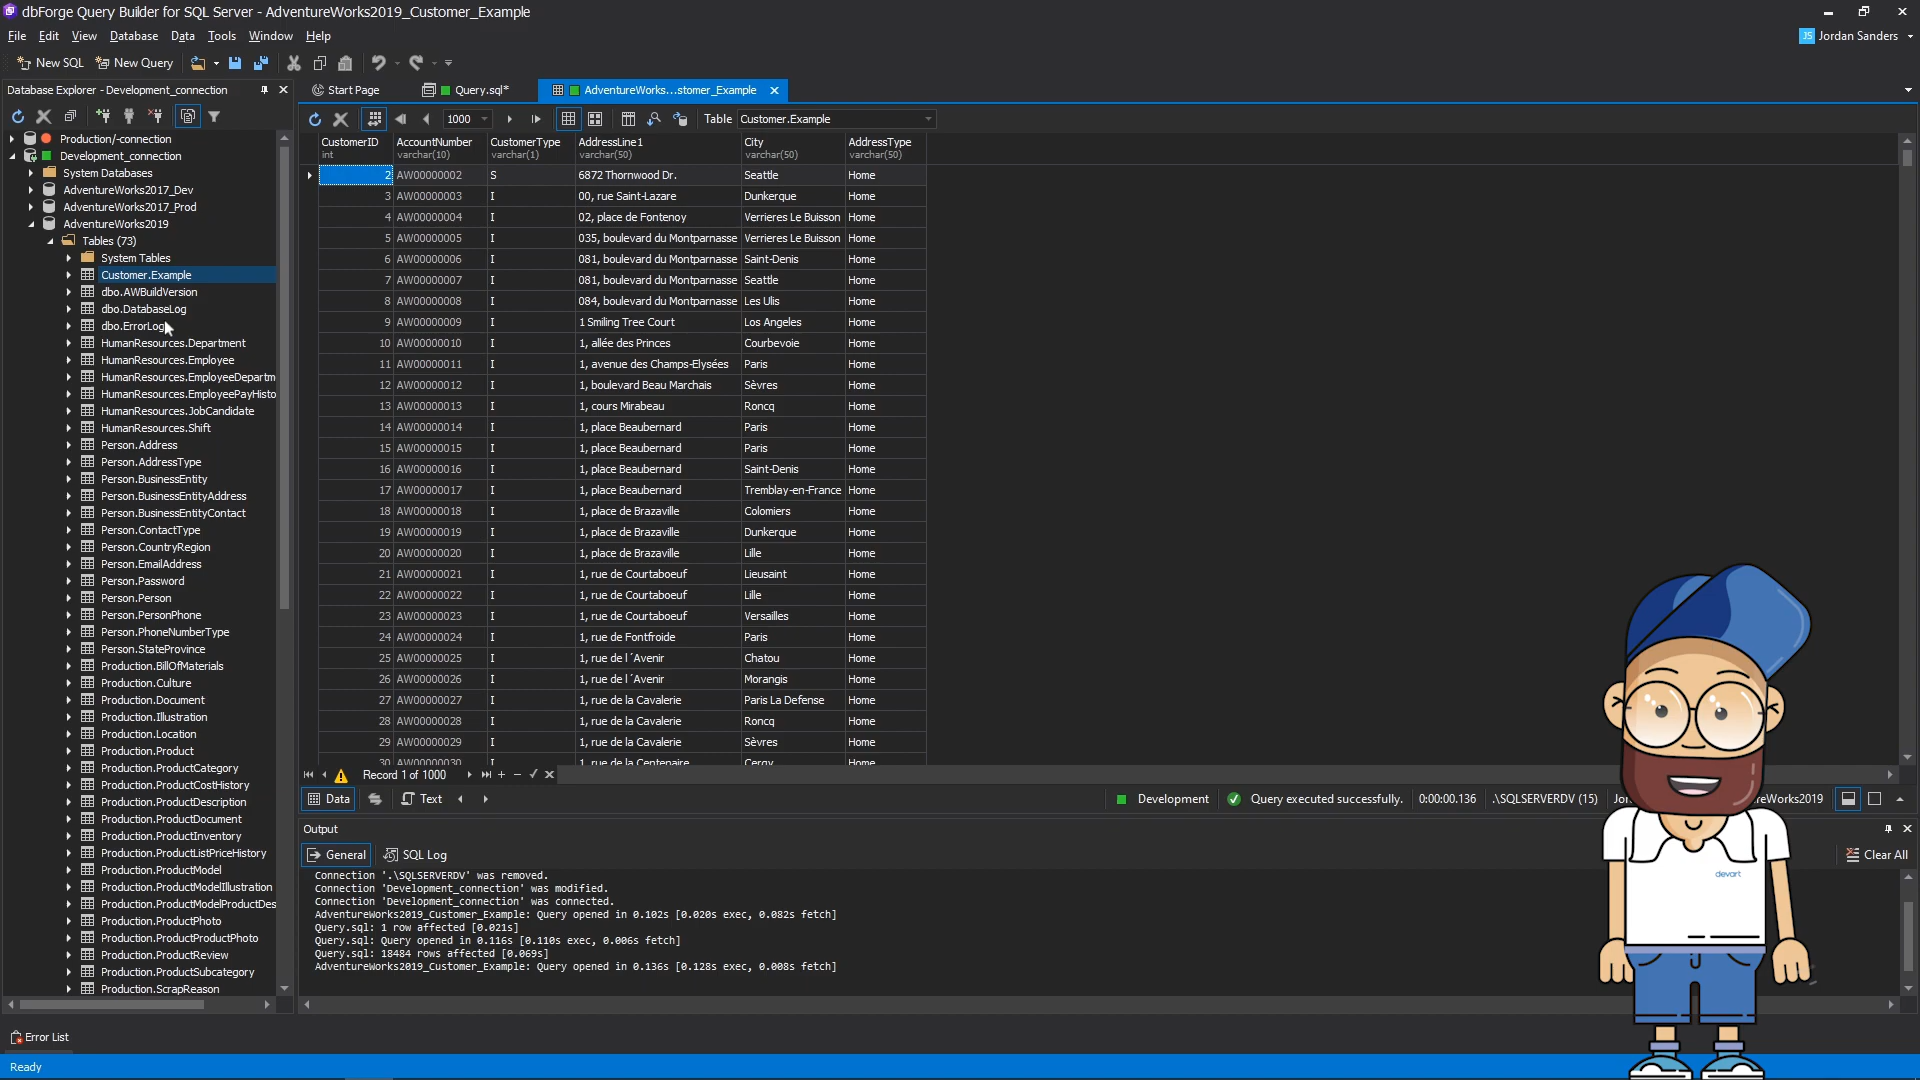 dbForge Query Builder for SQL Server - AdventureWorks2019_Customer_Example
File Edit View Database Data Tools Window Help
JS Jordan Sanders
New SQL New Query
Database Explorer - Development_connection
Start Page Query.sql* AdventureWorks...stomer_Example
1000 Table Customer.Example
Production/-connection
Development_connection
System Databases
AdventureWorks2017_Dev
AdventureWorks2017_Prod
AdventureWorks2019
Tables (73)
System Tables
Customer.Example
dbo.AWBuildVersion
dbo.DatabaseLog
dbo.ErrorLog
HumanResources.Department
HumanResources.Employee
HumanResources.EmployeeDepartm
HumanResources.EmployeePayHisto
HumanResources.JobCandidate
HumanResources.Shift
Person.Address
Person.AddressType
Person.BusinessEntity
Person.BusinessEntityAddress
Person.BusinessEntityContact
Person.ContactType
Person.CountryRegion
Person.EmailAddress
Person.Password
Person.Person
Person.PersonPhone
Person.PhoneNumberType
Person.StateProvince
Production.BillOfMaterials
Production.Culture
Production.Document
Production.Illustration
Production.Location
Production.Product
Production.ProductCategory
Production.ProductCostHistory
Production.ProductDescription
Production.ProductDocument
Production.ProductInventory
Production.ProductListPriceHistory
Production.ProductModel
Production.ProductModelIllustration
Production.ProductModelProductDes
Production.ProductPhoto
Production.ProductProductPhoto
Production.ProductReview
Production.ProductSubcategory
Production.ScrapReason
CustomerID AccountNumber CustomerType AddressLine1 City AddressType
int varchar(10) varchar(1) varchar(50) varchar(50) varchar(50)
2 AW00000002 S 6872 Thornwood Dr. Seattle Home
3 AW00000003 I 00, rue Saint-Lazare Dunkerque Home
4 AW00000004 I 02, place de Fontenoy Verrieres Le Buisson Home
5 AW00000005 I 035, boulevard du Montparnasse Verrieres Le Buisson Home
6 AW00000006 I 081, boulevard du Montparnasse Saint-Denis Home
7 AW00000007 I 081, boulevard du Montparnasse Seattle Home
8 AW00000008 I 084, boulevard du Montparnasse Les Ulis Home
9 AW00000009 I 1 Smiling Tree Court Los Angeles Home
10 AW00000010 I 1, allée des Princes Courbevoie Home
11 AW00000011 I 1, avenue des Champs-Elysées Paris Home
12 AW00000012 I 1, boulevard Beau Marchais Sèvres Home
13 AW00000013 I 1, cours Mirabeau Roncq Home
14 AW00000014 I 1, place Beaubernard Paris Home
15 AW00000015 I 1, place Beaubernard Paris Home
16 AW00000016 I 1, place Beaubernard Saint-Denis Home
17 AW00000017 I 1, place Beaubernard Tremblay-en-France Home
18 AW00000018 I 1, place de Brazaville Colomiers Home
19 AW00000019 I 1, place de Brazaville Dunkerque Home
20 AW00000020 I 1, place de Brazaville Lille Home
21 AW00000021 I 1, rue de Courtaboeuf Lieusaint Home
22 AW00000022 I 1, rue de Courtaboeuf Lille Home
23 AW00000023 I 1, rue de Courtaboeuf Versailles Home
24 AW00000024 I 1, rue de Fontfroide Paris Home
25 AW00000025 I 1, rue de l´Avenir Chatou Home
26 AW00000026 I 1, rue de l´Avenir Morangis Home
27 AW00000027 I 1, rue de la Cavalerie Paris La Defense Home
28 AW00000028 I 1, rue de la Cavalerie Roncq Home
29 AW00000029 I 1, rue de la Cavalerie Sèvres Home
30 AW00000030 I 1, rue de la Centenaire Cergy Home
Record 1 of 1000
Data Text Development Query executed successfully. 0:00:00.136 .\SQLSERVERDV (15) Jor eWorks2019
Output
General SQL Log Clear All
Connection '.\SQLSERVERDV' was removed.
Connection 'Development_connection' was modified.
Connection 'Development_connection' was connected.
AdventureWorks2019_Customer_Example: Query opened in 0.102s [0.020s exec, 0.082s fetch]
Query.sql: 1 row affected [0.021s]
Query.sql: Query opened in 0.116s [0.110s exec, 0.006s fetch]
Query.sql: 18484 rows affected [0.069s]
AdventureWorks2019_Customer_Example: Query opened in 0.136s [0.128s exec, 0.008s fetch]
devart
Error List
Ready